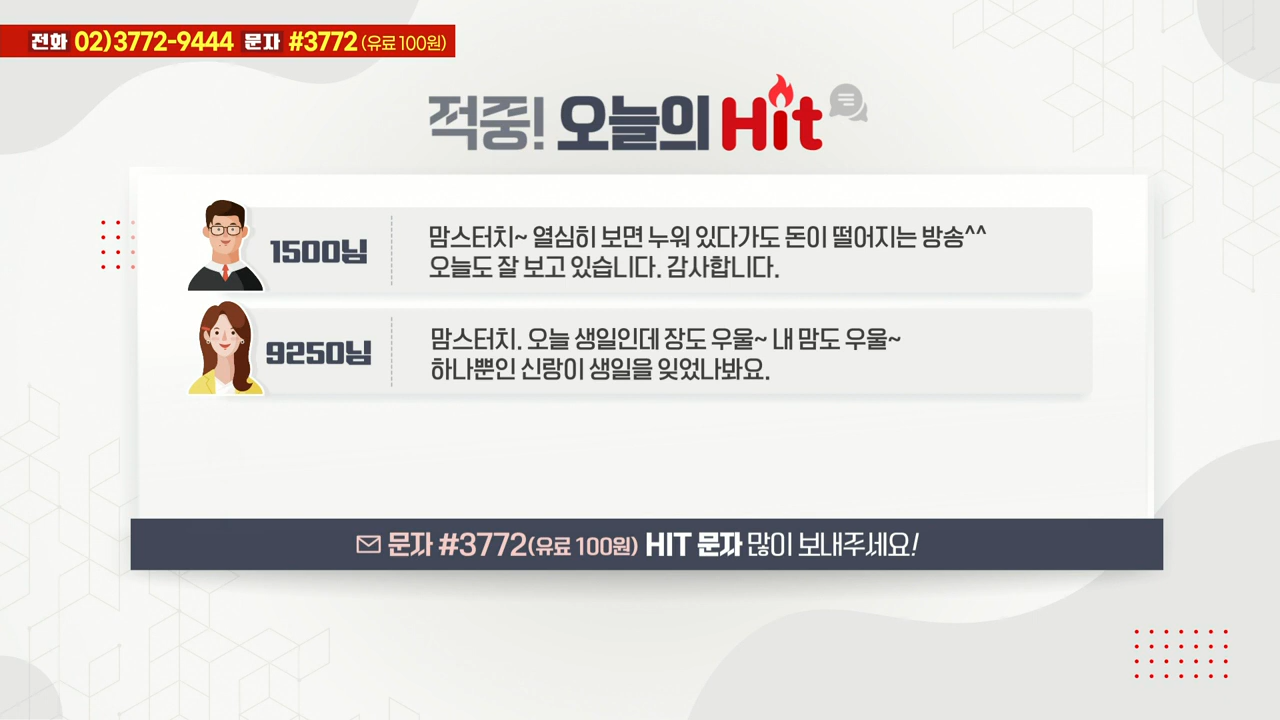 전화 02)3772-9444 문자 #3772 (유료 100원)
적중! 오늘의 Hit
1500님
맘스터치~ 열심히 보면 누워 있다가도 돈이 떨어지는 방송^^
오늘도 잘 보고 있습니다. 감사합니다.
9250님
맘스터치. 오늘 생일인데 장도 우울~ 내 맘도 우울~
하나뿐인 신랑이 생일을 잊었나봐요.
문자 #3772(유료 100원) HIT 문자 많이 보내주세요!